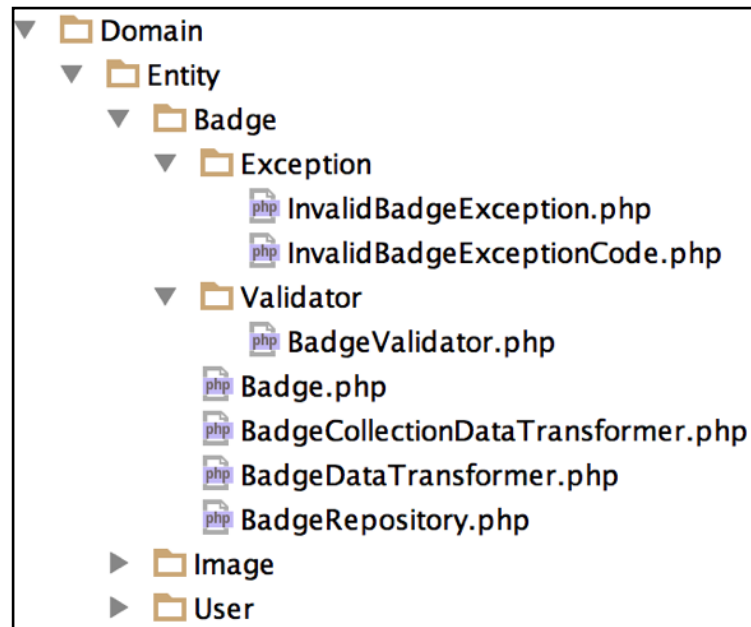 Domain
Entity
Badge
Exception
php InvalidBadgeException.php
php InvalidBadgeExceptionCode.php
Validator
php BadgeValidator.php
php Badge.php
php BadgeCollectionDataTransformer.php
php BadgeDataTransformer.php
php BadgeRepository.php
Image
User